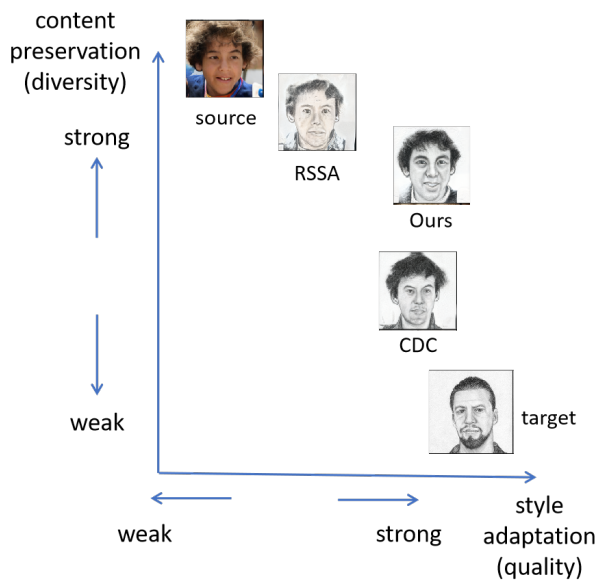 content
preservation
(diversity)
strong
weak
source
RSSA
Ours
CDC
target
weak
strong
style
adaptation
(quality)